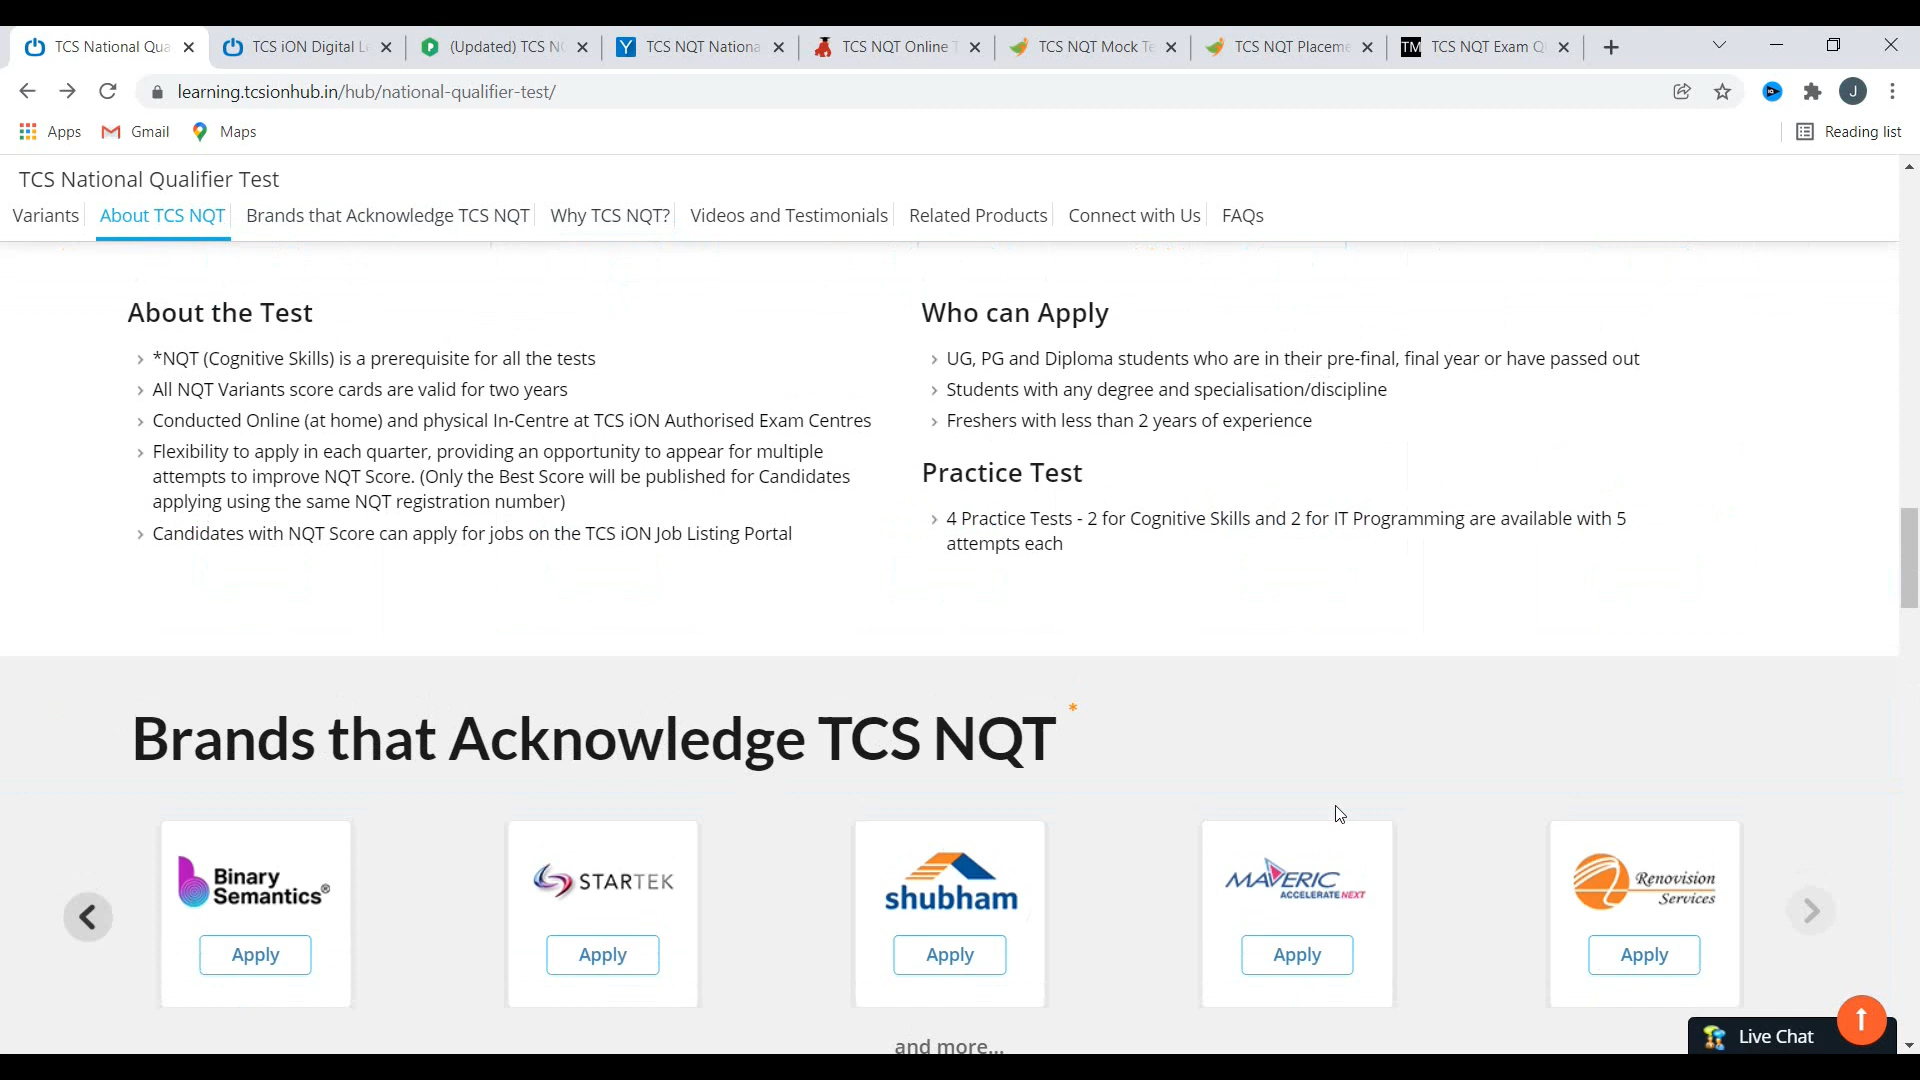 TCS National Qua
TCS iON Digital Le
(Updated) TCS NQ
TCS NQT Nationa
TCS NQT Online T
TCS NQT Mock Te
TCS NQT Placeme
TM TCS NQT Exam Q
learning.tcsionhub.in/hub/national-qualifier-test/
J
Apps Gmail Maps Reading list
TCS National Qualifier Test
Variants About TCS NQT Brands that Acknowledge TCS NQT Why TCS NQT? Videos and Testimonials Related Products Connect with Us FAQs
About the Test
*NQT (Cognitive Skills) is a prerequisite for all the tests
All NQT Variants score cards are valid for two years
Conducted Online (at home) and physical In-Centre at TCS iON Authorised Exam Centres
Flexibility to apply in each quarter, providing an opportunity to appear for multiple
attempts to improve NQT Score. (Only the Best Score will be published for Candidates
applying using the same NQT registration number)
Candidates with NQT Score can apply for jobs on the TCS iON Job Listing Portal
Who can Apply
UG, PG and Diploma students who are in their pre-final, final year or have passed out
Students with any degree and specialisation/discipline
Freshers with less than 2 years of experience
Practice Test
4 Practice Tests - 2 for Cognitive Skills and 2 for IT Programming are available with 5
attempts each
Brands that Acknowledge TCS NQT *
Binary
Semantics®
Apply
STARTEK
Apply
shubham
Apply
MAVERIC
ACCELERATE NEXT
Apply
Renovision
Services
Apply
and more...
Live Chat